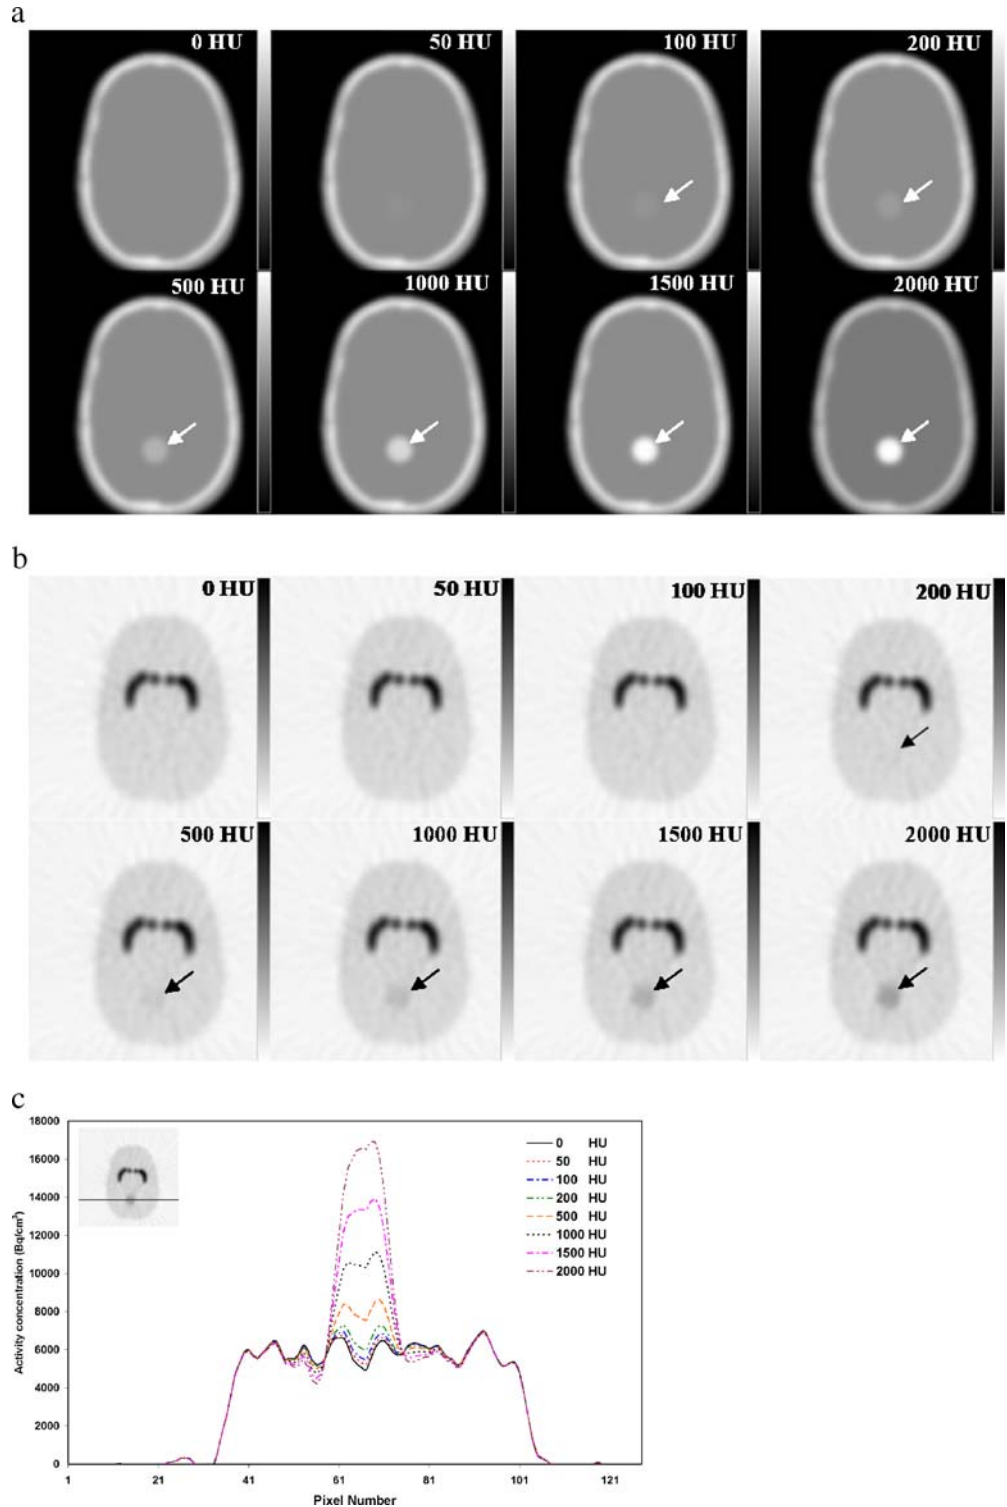 a
0 HU
50 HU
100 HU
200 HU
500 HU
1000 HU
1500 HU
2000 HU
b
0 HU
50 HU
100 HU
200 HU
500 HU
1000 HU
1500 HU
2000 HU
c
18000
16000
14000
12000
10000
8000
6000
4000
2000
0
Activity concentration (Bq/cm³)
0 HU
50 HU
100 HU
200 HU
500 HU
1000 HU
1500 HU
2000 HU
1 21 41 61 81 101 121
Pixel Number